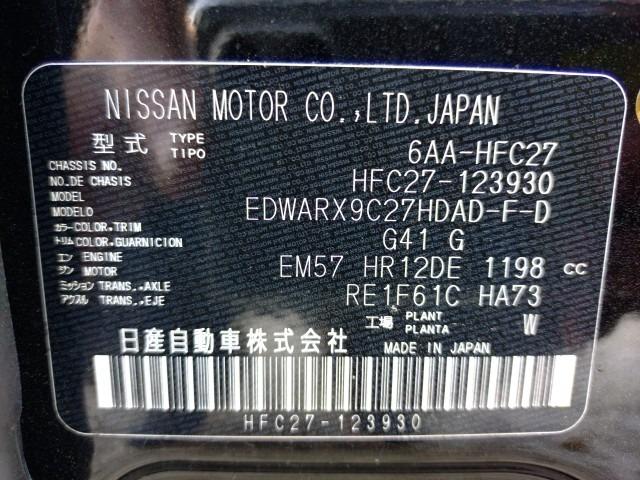 NISSAN MOTOR CO.,LTD.JAPAN
型式 TYPE TIPO 6AA-HFC27
CHASSIS NO. NO.DE CHASIS HFC27-123930
MODEL MODELO EDWARX9C27HDAD-F-D
カラー COLOR,TRIM トリム COLOR,GUARNICION G41 G
エンジン ENGINE MOTOR EM57 HR12DE 1198 CC
ミッション TRANS.,AXLE アクスル TRANS.,EJE RE1F61C HA73
工場 PLANT PLANTA W
日産自動車株式会社 MADE IN JAPAN
HFC27-123930